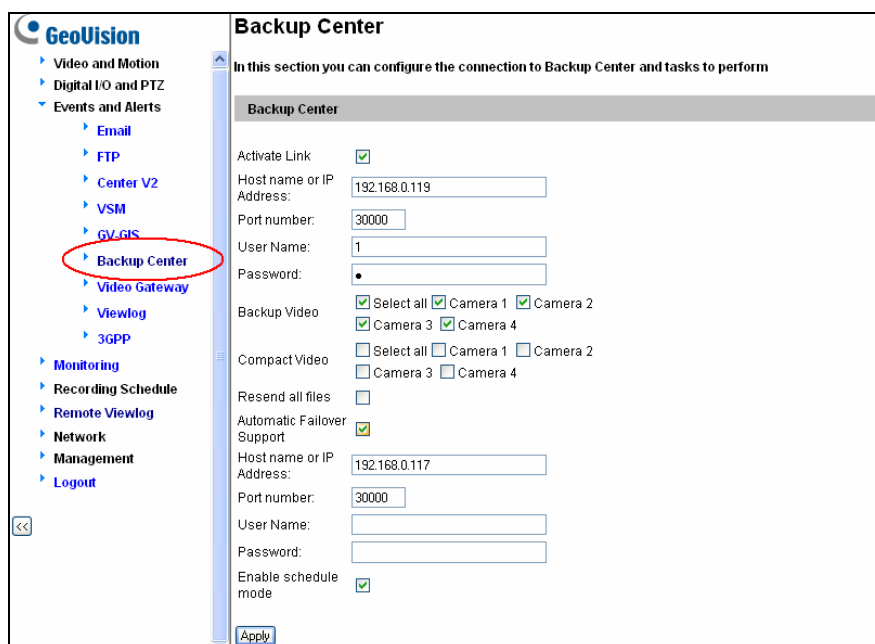 GeoVision
Video and Motion
Digital I/O and PTZ
Events and Alerts
Email
FTP
Center V2
VSM
GV-GIS
Backup Center
Video Gateway
Viewlog
3GPP
Monitoring
Recording Schedule
Remote Viewlog
Network
Management
Logout
<<
Backup Center
In this section you can configure the connection to Backup Center and tasks to perform
Backup Center
Activate Link
Host name or IP
Address:
192.168.0.119
Port number:
30000
User Name:
1
Password:
•
Backup Video
Select all Camera 1 Camera 2
Camera 3 Camera 4
Compact Video
Select all Camera 1 Camera 2
Camera 3 Camera 4
Resend all files
Automatic Failover
Support
Host name or IP
Address:
192.168.0.117
Port number:
30000
User Name:
Password:
Enable schedule
mode
Apply